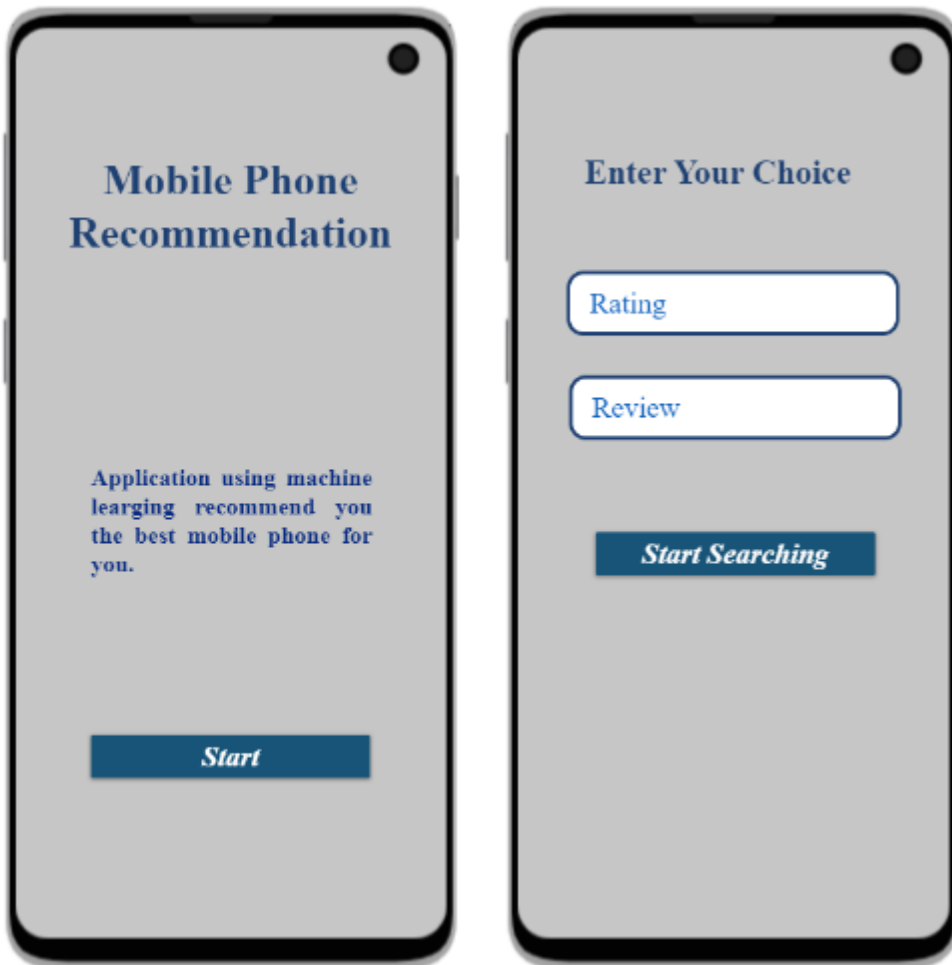 Mobile Phone
Recommendation
Application using machine
learging recommend you
the best mobile phone for
you.
Start
Enter Your Choice
Rating
Review
Start Searching